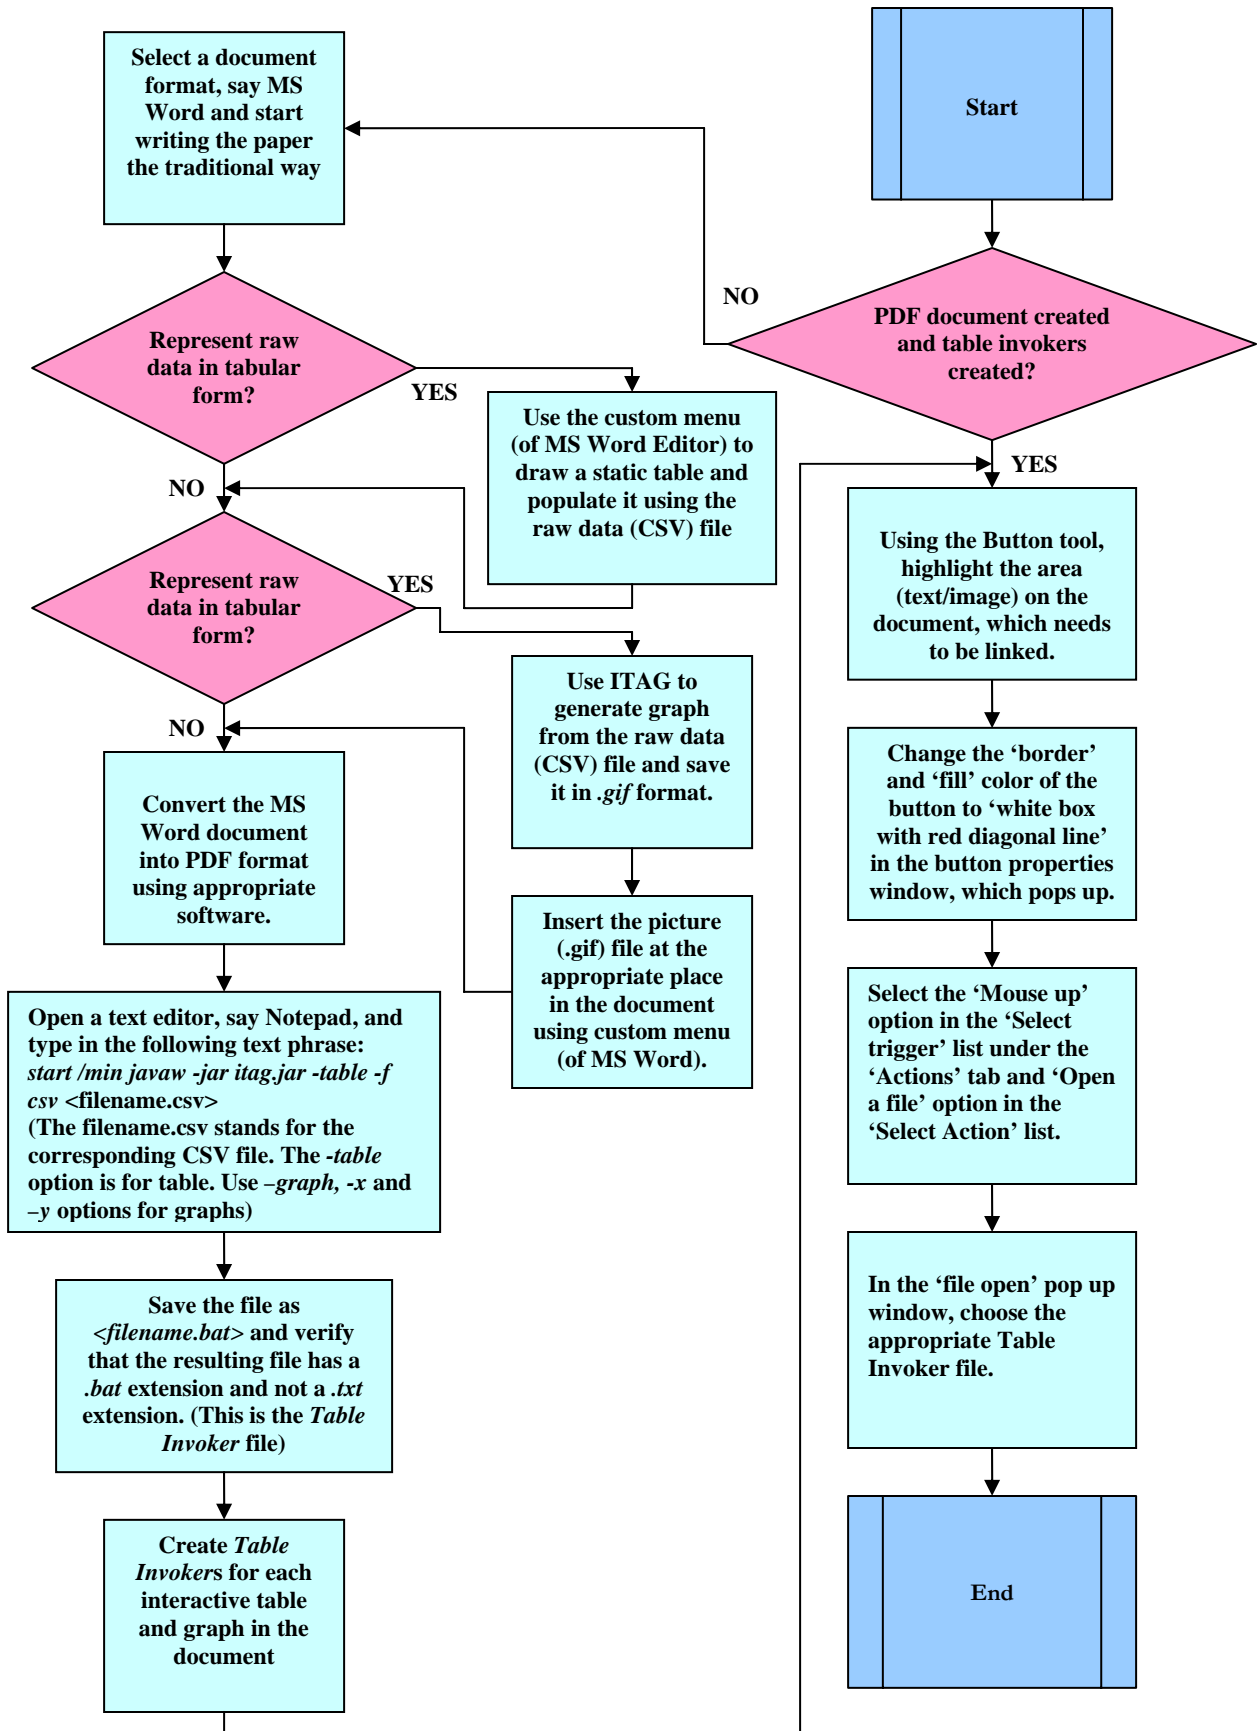 Start
PDF document created
and table invokers
created?
NO
YES
Select a document
format, say MS
Word and start
writing the paper
the traditional way
Represent raw
data in tabular
form?
YES
NO
Use the custom menu
(of MS Word Editor) to
draw a static table and
populate it using the
raw data (CSV) file
Represent raw
data in tabular
form?
YES
NO
Use ITAG to
generate graph
from the raw data
(CSV) file and save
it in .gif format.
Insert the picture
(.gif) file at the
appropriate place
in the document
using custom menu
(of MS Word).
Convert the MS
Word document
into PDF format
using appropriate
software.
Open a text editor, say Notepad, and
type in the following text phrase:
start /min javaw -jar itag.jar -table -f
csv <filename.csv>
(The filename.csv stands for the
corresponding CSV file. The -table
option is for table. Use –graph, -x and
–y options for graphs)
Save the file as
<filename.bat> and verify
that the resulting file has a
.bat extension and not a .txt
extension. (This is the Table
Invoker file)
Create Table
Invokers for each
interactive table
and graph in the
document
Using the Button tool,
highlight the area
(text/image) on the
document, which needs
to be linked.
Change the ‘border’
and ‘fill’ color of the
button to ‘white box
with red diagonal line’
in the button properties
window, which pops up.
Select the ‘Mouse up’
option in the ‘Select
trigger’ list under the
‘Actions’ tab and ‘Open
a file’ option in the
‘Select Action’ list.
In the ‘file open’ pop up
window, choose the
appropriate Table
Invoker file.
End